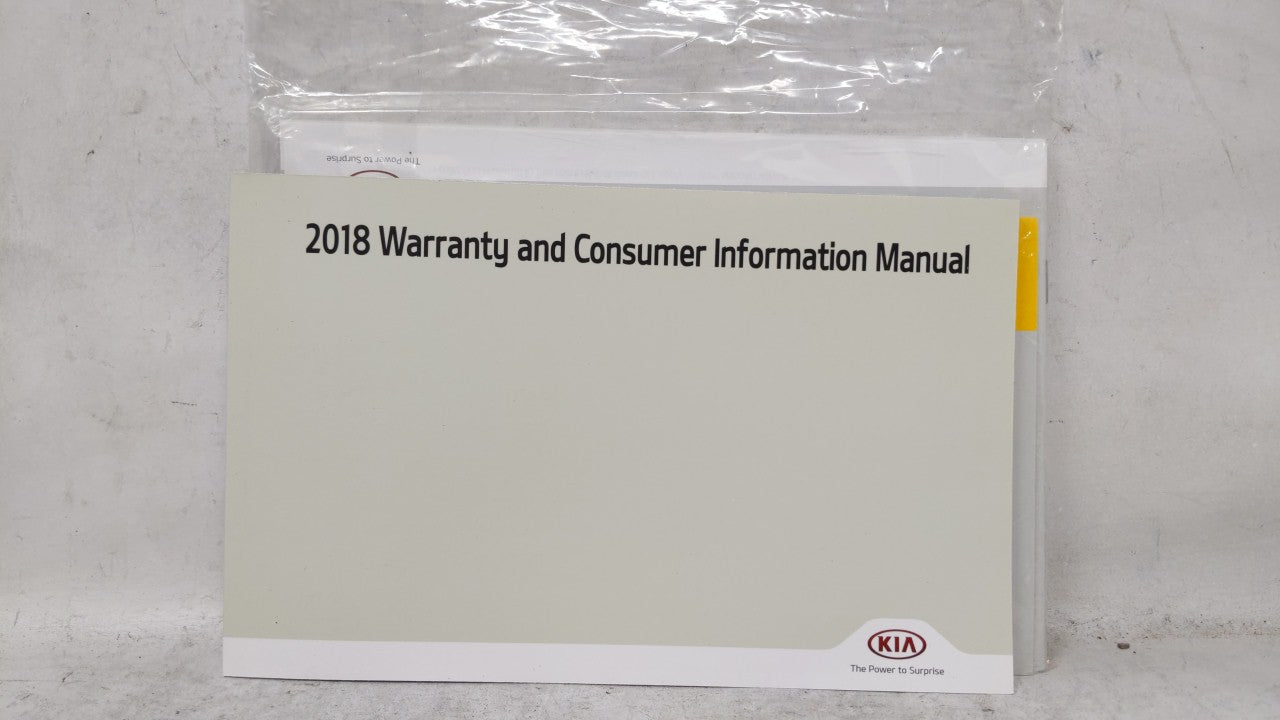 The Power to Surprise
2018 Warranty and Consumer Information Manual
KIA
The Power to Surprise